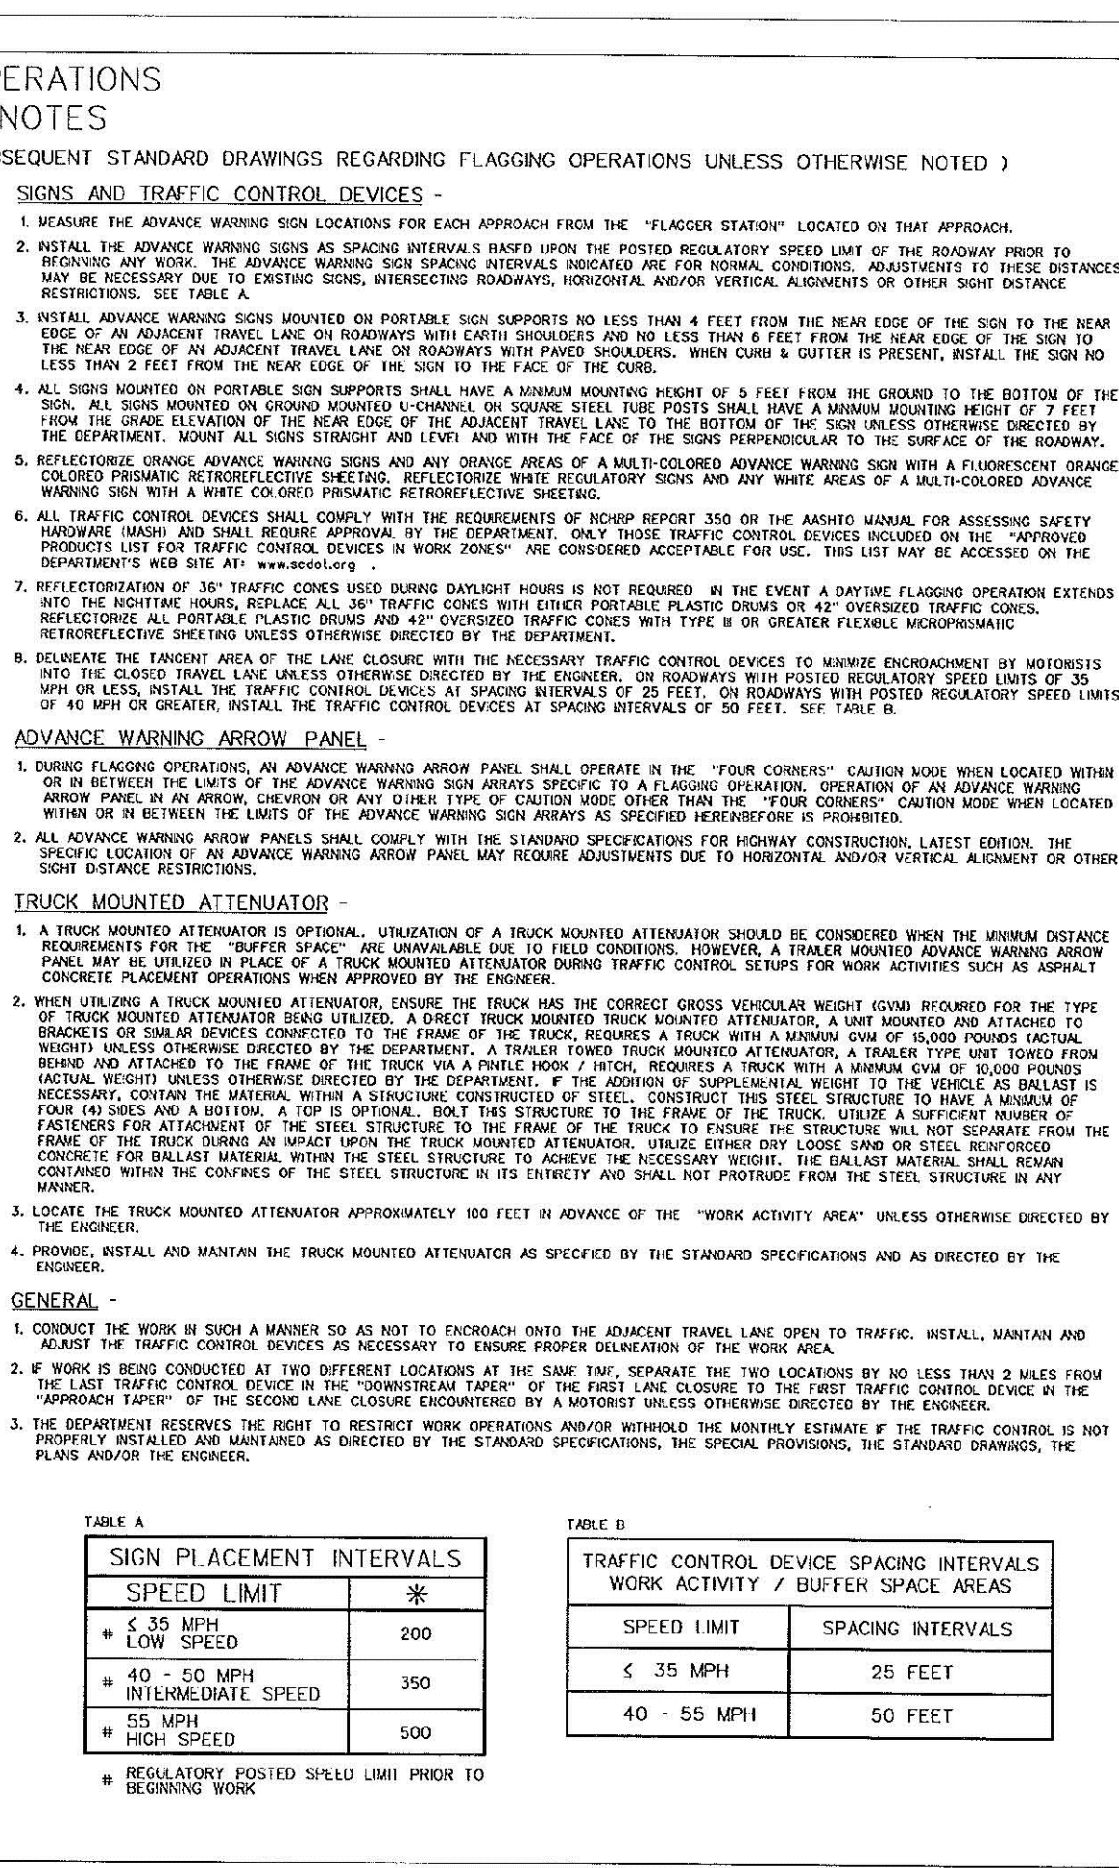 PERATIONS
NOTES
SEQUENT STANDARD DRAWINGS REGARDING FLAGGING OPERATIONS UNLESS OTHERWISE NOTED )
SIGNS AND TRAFFIC CONTROL DEVICES -
1. MEASURE THE ADVANCE WARNING SIGN LOCATIONS FOR EACH APPROACH FROM THE "FLAGGER STATION" LOCATED ON THAT APPROACH.
2. INSTALL THE ADVANCE WARNING SIGNS AS SPACING INTERVALS BASED UPON THE POSTED REGULATORY SPEED LIMIT OF THE ROADWAY PRIOR TO
BEGINNING ANY WORK. THE ADVANCE WARNING SIGN SPACING INTERVALS INDICATED ARE FOR NORMAL CONDITIONS. ADJUSTMENTS TO THESE DISTANCES
MAY BE NECESSARY DUE TO EXISTING SIGNS, INTERSECTING ROADWAYS, HORIZONTAL AND/OR VERTICAL ALIGNMENTS OR OTHER SIGHT DISTANCE
RESTRICTIONS. SEE TABLE A.
3. INSTALL ADVANCE WARNING SIGNS MOUNTED ON PORTABLE SIGN SUPPORTS NO LESS THAN 4 FEET FROM THE NEAR EDGE OF THE SIGN TO THE NEAR
EDGE OF AN ADJACENT TRAVEL LANE ON ROADWAYS WITH EARTH SHOULDERS AND NO LESS THAN 6 FEET FROM THE NEAR EDGE OF THE SIGN TO
THE NEAR EDGE OF AN ADJACENT TRAVEL LANE ON ROADWAYS WITH PAVED SHOULDERS. WHEN CURB & GUTTER IS PRESENT, INSTALL THE SIGN NO
LESS THAN 2 FEET FROM THE NEAR EDGE OF THE SIGN TO THE FACE OF THE CURB.
4. ALL SIGNS MOUNTED ON PORTABLE SIGN SUPPORTS SHALL HAVE A MINIMUM MOUNTING HEIGHT OF 5 FEET FROM THE GROUND TO THE BOTTOM OF THE
SIGN. ALL SIGNS MOUNTED ON GROUND MOUNTED U-CHANNEL OR SQUARE STEEL TUBE POSTS SHALL HAVE A MINIMUM MOUNTING HEIGHT OF 7 FEET
FROM THE GRADE ELEVATION OF THE NEAR EDGE OF THE ADJACENT TRAVEL LANE TO THE BOTTOM OF THE SIGN UNLESS OTHERWISE DIRECTED BY
THE DEPARTMENT. MOUNT ALL SIGNS STRAIGHT AND LEVEL AND WITH THE FACE OF THE SIGNS PERPENDICULAR TO THE SURFACE OF THE ROADWAY.
5. REFLECTORIZE ORANGE ADVANCE WARNING SIGNS AND ANY ORANGE AREAS OF A MULTI-COLORED ADVANCE WARNING SIGN WITH A FLUORESCENT ORANGE
COLORED PRISMATIC RETROREFLECTIVE SHEETING. REFLECTORIZE WHITE REGULATORY SIGNS AND ANY WHITE AREAS OF A MULTI-COLORED ADVANCE
WARNING SIGN WITH A WHITE COLORED PRISMATIC RETROREFLECTIVE SHEETING.
6. ALL TRAFFIC CONTROL DEVICES SHALL COMPLY WITH THE REQUIREMENTS OF NCHRP REPORT 350 OR THE AASHTO MANUAL FOR ASSESSING SAFETY
HARDWARE (MASH) AND SHALL REQUIRE APPROVAL BY THE DEPARTMENT. ONLY THOSE TRAFFIC CONTROL DEVICES INCLUDED ON THE "APPROVED
PRODUCTS LIST FOR TRAFFIC CONTROL DEVICES IN WORK ZONES" ARE CONSIDERED ACCEPTABLE FOR USE. THIS LIST MAY BE ACCESSED ON THE
DEPARTMENT'S WEB SITE AT: www.scdot.org .
7. REFLECTORIZATION OF 36" TRAFFIC CONES USED DURING DAYLIGHT HOURS IS NOT REQUIRED IN THE EVENT A DAYTIME FLAGGING OPERATION EXTENDS
INTO THE NIGHTTIME HOURS, REPLACE ALL 36" TRAFFIC CONES WITH EITHER PORTABLE PLASTIC DRUMS OR 42" OVERSIZED TRAFFIC CONES.
REFLECTORIZE ALL PORTABLE PLASTIC DRUMS AND 42" OVERSIZED TRAFFIC CONES WITH TYPE III OR GREATER FLEXIBLE MICROPRISMATIC
RETROREFLECTIVE SHEETING UNLESS OTHERWISE DIRECTED BY THE DEPARTMENT.
8. DELINEATE THE TANGENT AREA OF THE LANE CLOSURE WITH THE NECESSARY TRAFFIC CONTROL DEVICES TO MINIMIZE ENCROACHMENT BY MOTORISTS
INTO THE CLOSED TRAVEL LANE UNLESS OTHERWISE DIRECTED BY THE ENGINEER. ON ROADWAYS WITH POSTED REGULATORY SPEED LIMITS OF 35
MPH OR LESS, INSTALL THE TRAFFIC CONTROL DEVICES AT SPACING INTERVALS OF 25 FEET. ON ROADWAYS WITH POSTED REGULATORY SPEED LIMITS
OF 40 MPH OR GREATER, INSTALL THE TRAFFIC CONTROL DEVICES AT SPACING INTERVALS OF 50 FEET. SEE TABLE B.
ADVANCE WARNING ARROW PANEL -
1. DURING FLAGGING OPERATIONS, AN ADVANCE WARNING ARROW PANEL SHALL OPERATE IN THE "FOUR CORNERS" CAUTION MODE WHEN LOCATED WITHIN
OR IN BETWEEN THE LIMITS OF THE ADVANCE WARNING SIGN ARRAYS SPECIFIC TO A FLAGGING OPERATION. OPERATION OF AN ADVANCE WARNING
ARROW PANEL IN AN ARROW, CHEVRON OR ANY OTHER TYPE OF CAUTION MODE OTHER THAN THE "FOUR CORNERS" CAUTION MODE WHEN LOCATED
WITHIN OR IN BETWEEN THE LIMITS OF THE ADVANCE WARNING SIGN ARRAYS AS SPECIFIED HEREINBEFORE IS PROHIBITED.
2. ALL ADVANCE WARNING ARROW PANELS SHALL COMPLY WITH THE STANDARD SPECIFICATIONS FOR HIGHWAY CONSTRUCTION, LATEST EDITION. THE
SPECIFIC LOCATION OF AN ADVANCE WARNING ARROW PANEL MAY REQUIRE ADJUSTMENTS DUE TO HORIZONTAL AND/OR VERTICAL ALIGNMENT OR OTHER
SIGHT DISTANCE RESTRICTIONS.
TRUCK MOUNTED ATTENUATOR -
1. A TRUCK MOUNTED ATTENUATOR IS OPTIONAL. UTILIZATION OF A TRUCK MOUNTED ATTENUATOR SHOULD BE CONSIDERED WHEN THE MINIMUM DISTANCE
REQUIREMENTS FOR THE "BUFFER SPACE" ARE UNAVAILABLE DUE TO FIELD CONDITIONS. HOWEVER, A TRAILER MOUNTED ADVANCE WARNING ARROW
PANEL MAY BE UTILIZED IN PLACE OF A TRUCK MOUNTED ATTENUATOR DURING TRAFFIC CONTROL SETUPS FOR WORK ACTIVITIES SUCH AS ASPHALT
CONCRETE PLACEMENT OPERATIONS WHEN APPROVED BY THE ENGINEER.
2. WHEN UTILIZING A TRUCK MOUNTED ATTENUATOR, ENSURE THE TRUCK HAS THE CORRECT GROSS VEHICULAR WEIGHT (GVM) REQUIRED FOR THE TYPE
OF TRUCK MOUNTED ATTENUATOR BEING UTILIZED. A DIRECT TRUCK MOUNTED TRUCK MOUNTED ATTENUATOR, A UNIT MOUNTED AND ATTACHED TO
BRACKETS OR SIMILAR DEVICES CONNECTED TO THE FRAME OF THE TRUCK, REQUIRES A TRUCK WITH A MINIMUM GVM OF 15,000 POUNDS (ACTUAL
WEIGHT) UNLESS OTHERWISE DIRECTED BY THE DEPARTMENT. A TRAILER TOWED TRUCK MOUNTED ATTENUATOR, A TRAILER TYPE UNIT TOWED FROM
BEHIND AND ATTACHED TO THE FRAME OF THE TRUCK VIA A PINTLE HOOK / HITCH, REQUIRES A TRUCK WITH A MINIMUM GVM OF 10,000 POUNDS
(ACTUAL WEIGHT) UNLESS OTHERWISE DIRECTED BY THE DEPARTMENT. IF THE ADDITION OF SUPPLEMENTAL WEIGHT TO THE VEHICLE AS BALLAST IS
NECESSARY, CONTAIN THE MATERIAL WITHIN A STRUCTURE CONSTRUCTED OF STEEL. CONSTRUCT THIS STEEL STRUCTURE TO HAVE A MINIMUM OF
FOUR (4) SIDES AND A BOTTOM. A TOP IS OPTIONAL. BOLT THIS STRUCTURE TO THE FRAME OF THE TRUCK. UTILIZE A SUFFICIENT NUMBER OF
FASTENERS FOR ATTACHMENT OF THE STEEL STRUCTURE TO THE FRAME OF THE TRUCK TO ENSURE THE STRUCTURE WILL NOT SEPARATE FROM THE
FRAME OF THE TRUCK DURING AN IMPACT UPON THE TRUCK MOUNTED ATTENUATOR. UTILIZE EITHER DRY LOOSE SAND OR STEEL REINFORCED
CONCRETE FOR BALLAST MATERIAL WITHIN THE STEEL STRUCTURE TO ACHIEVE THE NECESSARY WEIGHT. THE BALLAST MATERIAL SHALL REMAIN
CONTAINED WITHIN THE CONFINES OF THE STEEL STRUCTURE IN ITS ENTIRETY AND SHALL NOT PROTRUDE FROM THE STEEL STRUCTURE IN ANY
MANNER.
3. LOCATE THE TRUCK MOUNTED ATTENUATOR APPROXIMATELY 100 FEET IN ADVANCE OF THE "WORK ACTIVITY AREA" UNLESS OTHERWISE DIRECTED BY
THE ENGINEER.
4. PROVIDE, INSTALL AND MAINTAIN THE TRUCK MOUNTED ATTENUATOR AS SPECIFIED BY THE STANDARD SPECIFICATIONS AND AS DIRECTED BY THE
ENGINEER.
GENERAL -
1. CONDUCT THE WORK IN SUCH A MANNER SO AS NOT TO ENCROACH ONTO THE ADJACENT TRAVEL LANE OPEN TO TRAFFIC. INSTALL, MAINTAIN AND
ADJUST THE TRAFFIC CONTROL DEVICES AS NECESSARY TO ENSURE PROPER DELINEATION OF THE WORK AREA.
2. IF WORK IS BEING CONDUCTED AT TWO DIFFERENT LOCATIONS AT THE SAME TIME, SEPARATE THE TWO LOCATIONS BY NO LESS THAN 2 MILES FROM
THE LAST TRAFFIC CONTROL DEVICE IN THE "DOWNSTREAM TAPER" OF THE FIRST LANE CLOSURE TO THE FIRST TRAFFIC CONTROL DEVICE IN THE
"APPROACH TAPER" OF THE SECOND LANE CLOSURE ENCOUNTERED BY A MOTORIST UNLESS OTHERWISE DIRECTED BY THE ENGINEER.
3. THE DEPARTMENT RESERVES THE RIGHT TO RESTRICT WORK OPERATIONS AND/OR WITHHOLD THE MONTHLY ESTIMATE IF THE TRAFFIC CONTROL IS NOT
PROPERLY INSTALLED AND MAINTAINED AS DIRECTED BY THE STANDARD SPECIFICATIONS, THE SPECIAL PROVISIONS, THE STANDARD DRAWINGS, THE
PLANS AND/OR THE ENGINEER.
TABLE A
SIGN PLACEMENT INTERVALS
SPEED LIMIT *
# ≤ 35 MPH
LOW SPEED 200
# 40 - 50 MPH
INTERMEDIATE SPEED 350
# 55 MPH
HIGH SPEED 500
# REGULATORY POSTED SPEED LIMIT PRIOR TO
BEGINNING WORK
TABLE B
TRAFFIC CONTROL DEVICE SPACING INTERVALS
WORK ACTIVITY / BUFFER SPACE AREAS
SPEED LIMIT SPACING INTERVALS
≤ 35 MPH 25 FEET
40 - 55 MPH 50 FEET